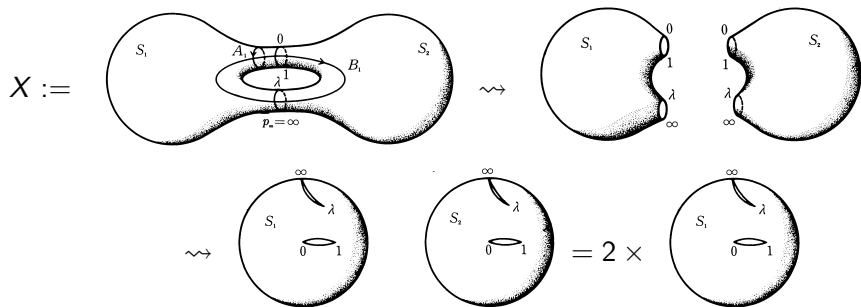 X := S₁ A₁ 0 1 B₁ λ pₘ = ∞ S₂ ⇝ S₁ 0 1 λ ∞ S₂ 0 1 λ ∞
⇝ S₁ ∞ λ 0 1 S₂ ∞ λ 0 1 = 2 × S₁ ∞ λ 0 1